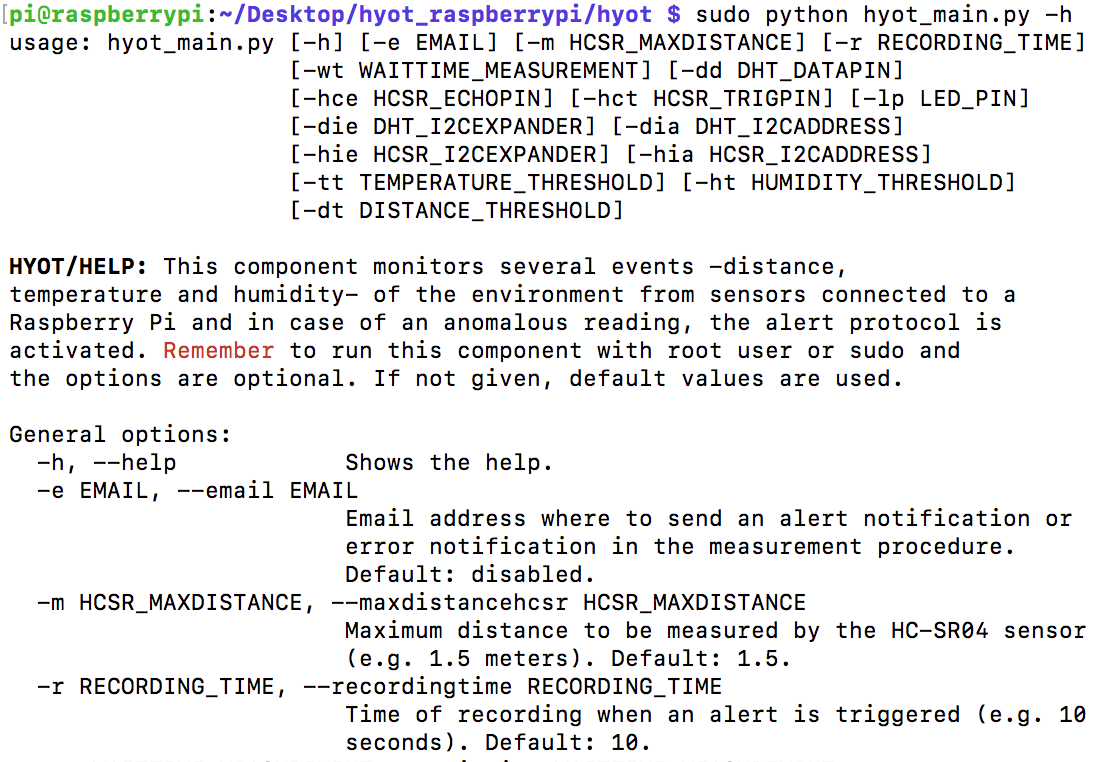 [pi@raspberrypi:~/Desktop/hyot_raspberrypi/hyot $ sudo python hyot_main.py -h
usage: hyot_main.py [-h] [-e EMAIL] [-m HCSR_MAXDISTANCE] [-r RECORDING_TIME]
[-wt WAITTIME_MEASUREMENT] [-dd DHT_DATAPIN]
[-hce HCSR_ECHOPIN] [-hct HCSR_TRIGPIN] [-lp LED_PIN]
[-die DHT_I2CEXPANDER] [-dia DHT_I2CADDRESS]
[-hie HCSR_I2CEXPANDER] [-hia HCSR_I2CADDRESS]
[-tt TEMPERATURE_THRESHOLD] [-ht HUMIDITY_THRESHOLD]
[-dt DISTANCE_THRESHOLD]
HYOT/HELP: This component monitors several events -distance,
temperature and humidity- of the environment from sensors connected to a
Raspberry Pi and in case of an anomalous reading, the alert protocol is
activated. Remember to run this component with root user or sudo and
the options are optional. If not given, default values are used.
General options:
-h, --help Shows the help.
-e EMAIL, --email EMAIL
Email address where to send an alert notification or
error notification in the measurement procedure.
Default: disabled.
-m HCSR_MAXDISTANCE, --maxdistancehcsr HCSR_MAXDISTANCE
Maximum distance to be measured by the HC-SR04 sensor
(e.g. 1.5 meters). Default: 1.5.
-r RECORDING_TIME, --recordingtime RECORDING_TIME
Time of recording when an alert is triggered (e.g. 10
seconds). Default: 10.